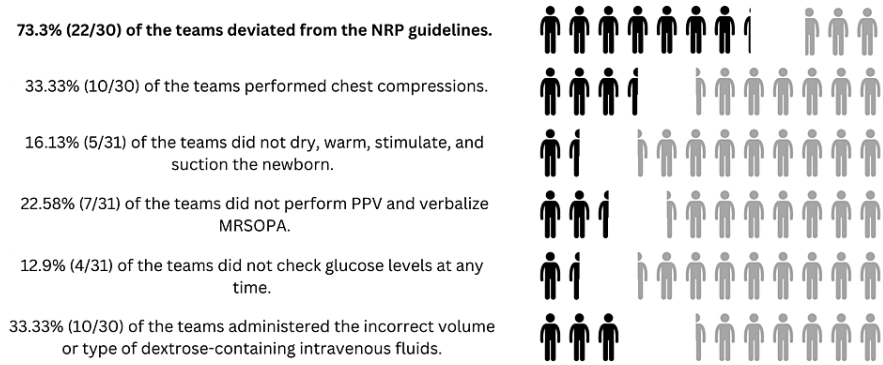 73.3% (22/30) of the teams deviated from the NRP guidelines.
33.33% (10/30) of the teams performed chest compressions.
16.13% (5/31) of the teams did not dry, warm, stimulate, and
suction the newborn.
22.58% (7/31) of the teams did not perform PPV and verbalize
MRSOPA.
12.9% (4/31) of the teams did not check glucose levels at any
time.
33.33% (10/30) of the teams administered the incorrect volume
or type of dextrose-containing intravenous fluids.